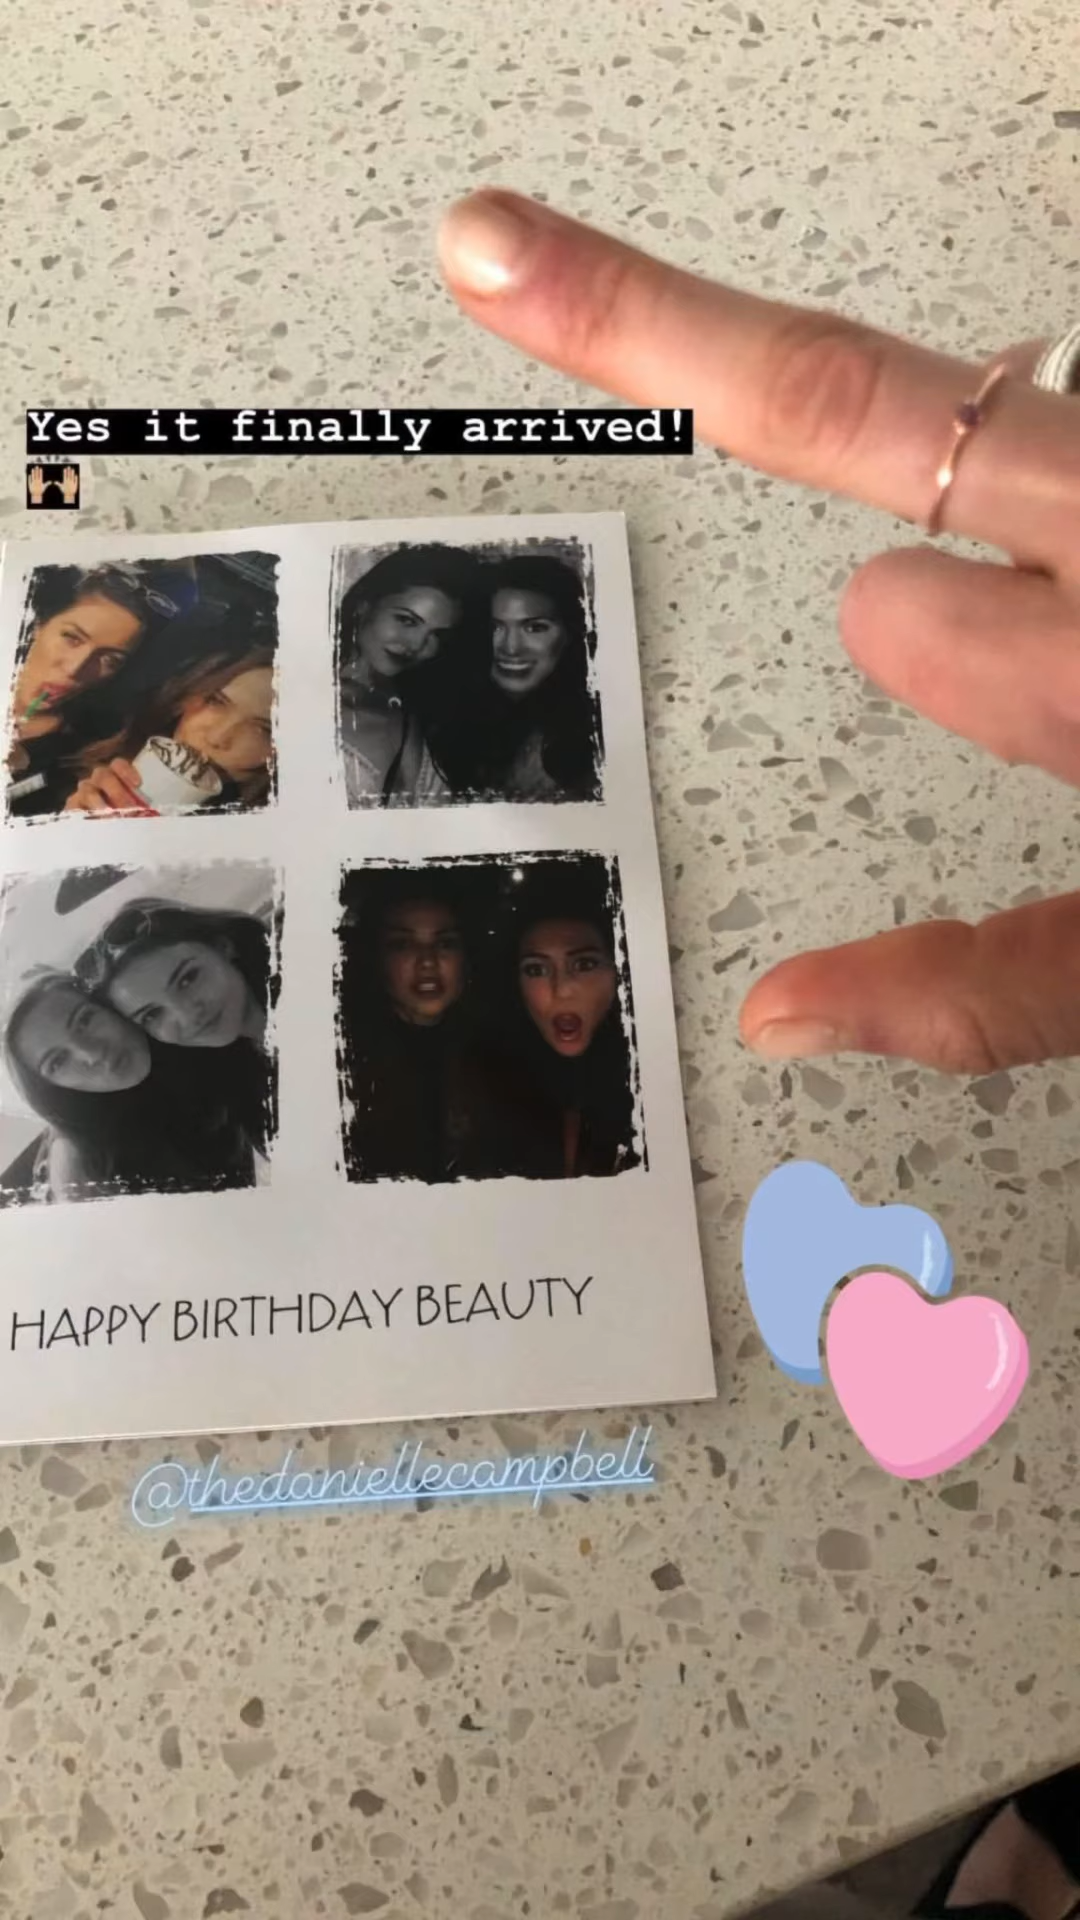 Yes it finally arrived!
🙌🏼
HAPPY BIRTHDAY BEAUTY
@thedaniellecampbell